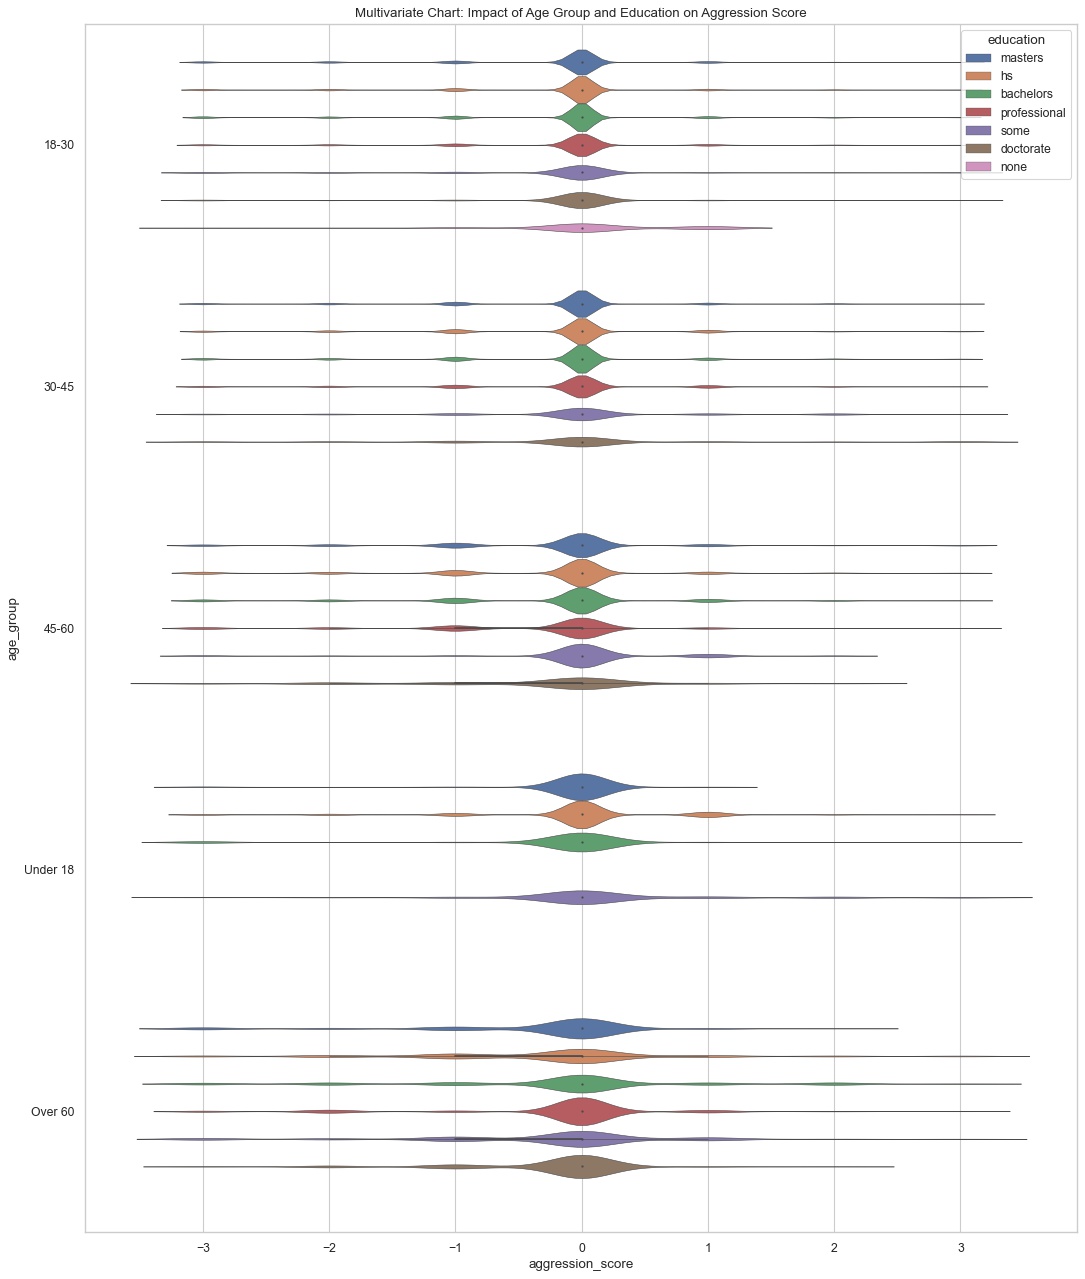 Multivariate Chart: Impact of Age Group and Education on Aggression Score
education
masters
hs
bachelors
professional
some
doctorate
none
18-30
30-45
45-60
Under 18
Over 60
age_group
−3
−2
−1
0
1
2
3
aggression_score